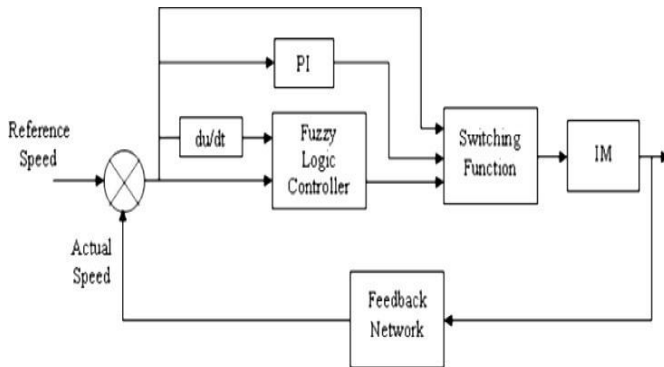 PI
Reference
Speed
du/dt
Fuzzy
Logic
Controller
Switching
Function
IM
Actual
Speed
Feedback
Network